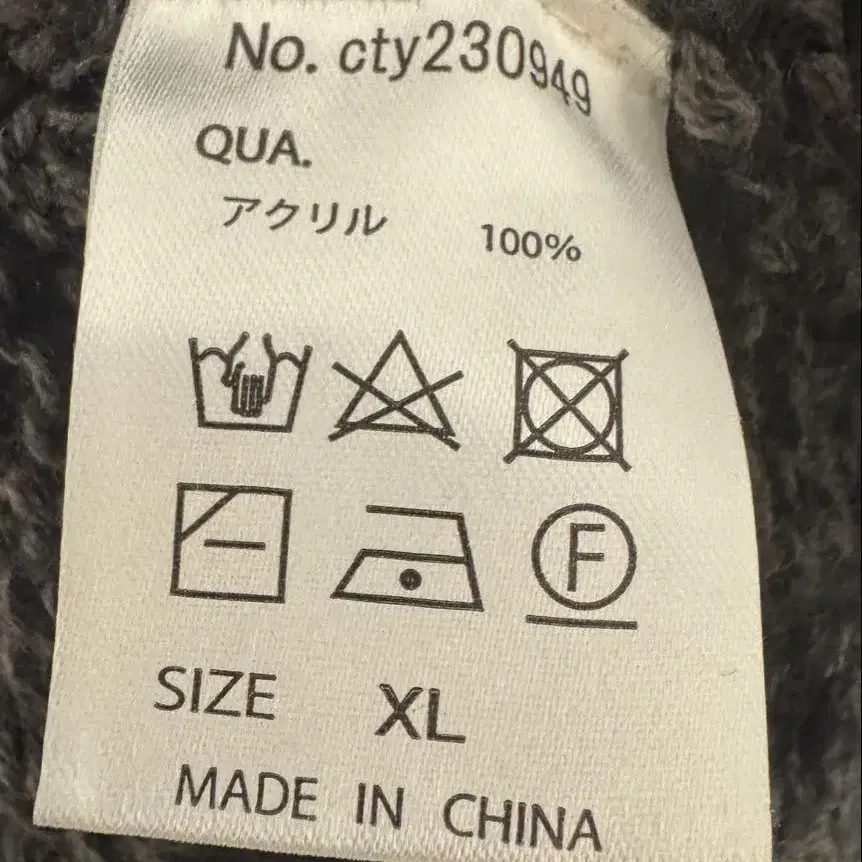 No. cty230949
QUA.
アクリル 100%
F
SIZE XL
MADE IN CHINA